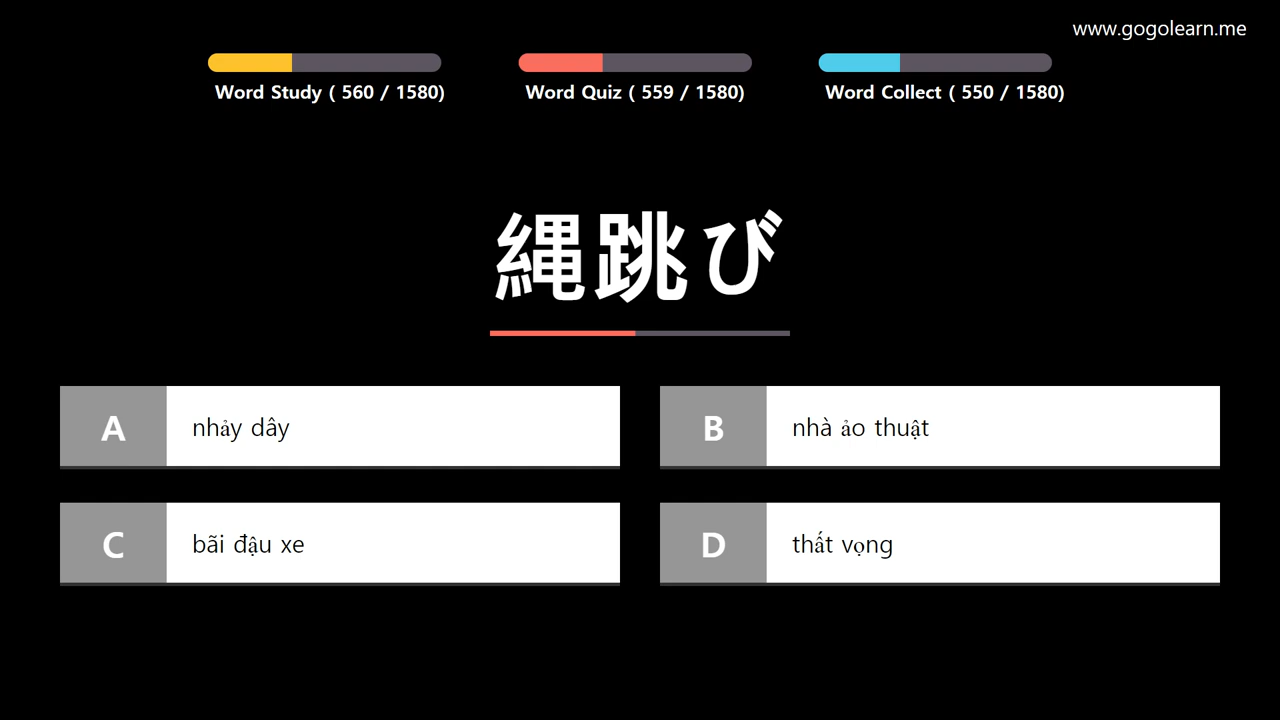 www.gogolearn.me
Word Study ( 560 / 1580)
Word Quiz ( 559 / 1580)
Word Collect ( 550 / 1580)
縄跳び
A nhảy dây
B nhà ảo thuật
C bãi đậu xe
D thất vọng